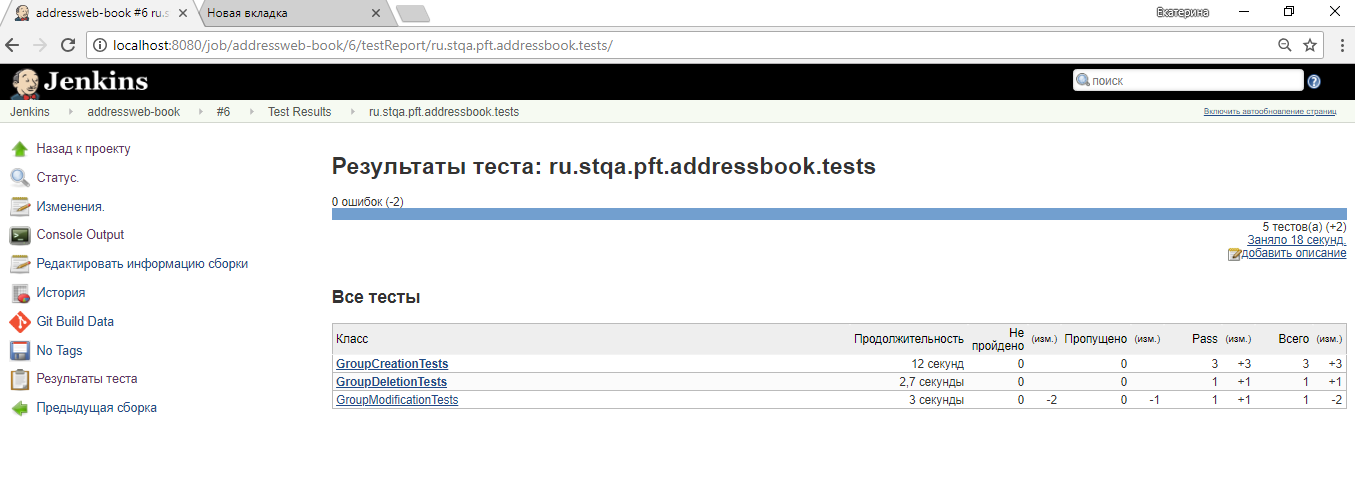 addressweb-book #6 ru.s
Новая вкладка
Екатерина
localhost:8080/job/addressweb-book/6/testReport/ru.stqa.pft.addressbook.tests/
Jenkins
поиск
Jenkins addressweb-book #6 Test Results ru.stqa.pft.addressbook.tests
Включить автообновление страниц
Назад к проекту
Статус.
Изменения.
Console Output
Редактировать информацию сборки
История
Git Build Data
No Tags
Результаты теста
Предыдущая сборка
Результаты теста: ru.stqa.pft.addressbook.tests
0 ошибок (-2)
5 тестов(а) (+2)
Заняло 18 секунд.
добавить описание
Все тесты
Класс Продолжительность Не пройдено (изм.) Пропущено (изм.) Pass (изм.) Всего (изм.)
GroupCreationTests 12 секунд 0 0 3 +3 3 +3
GroupDeletionTests 2,7 секунды 0 0 1 +1 1 +1
GroupModificationTests 3 секунды 0 -2 0 -1 1 +1 1 -2